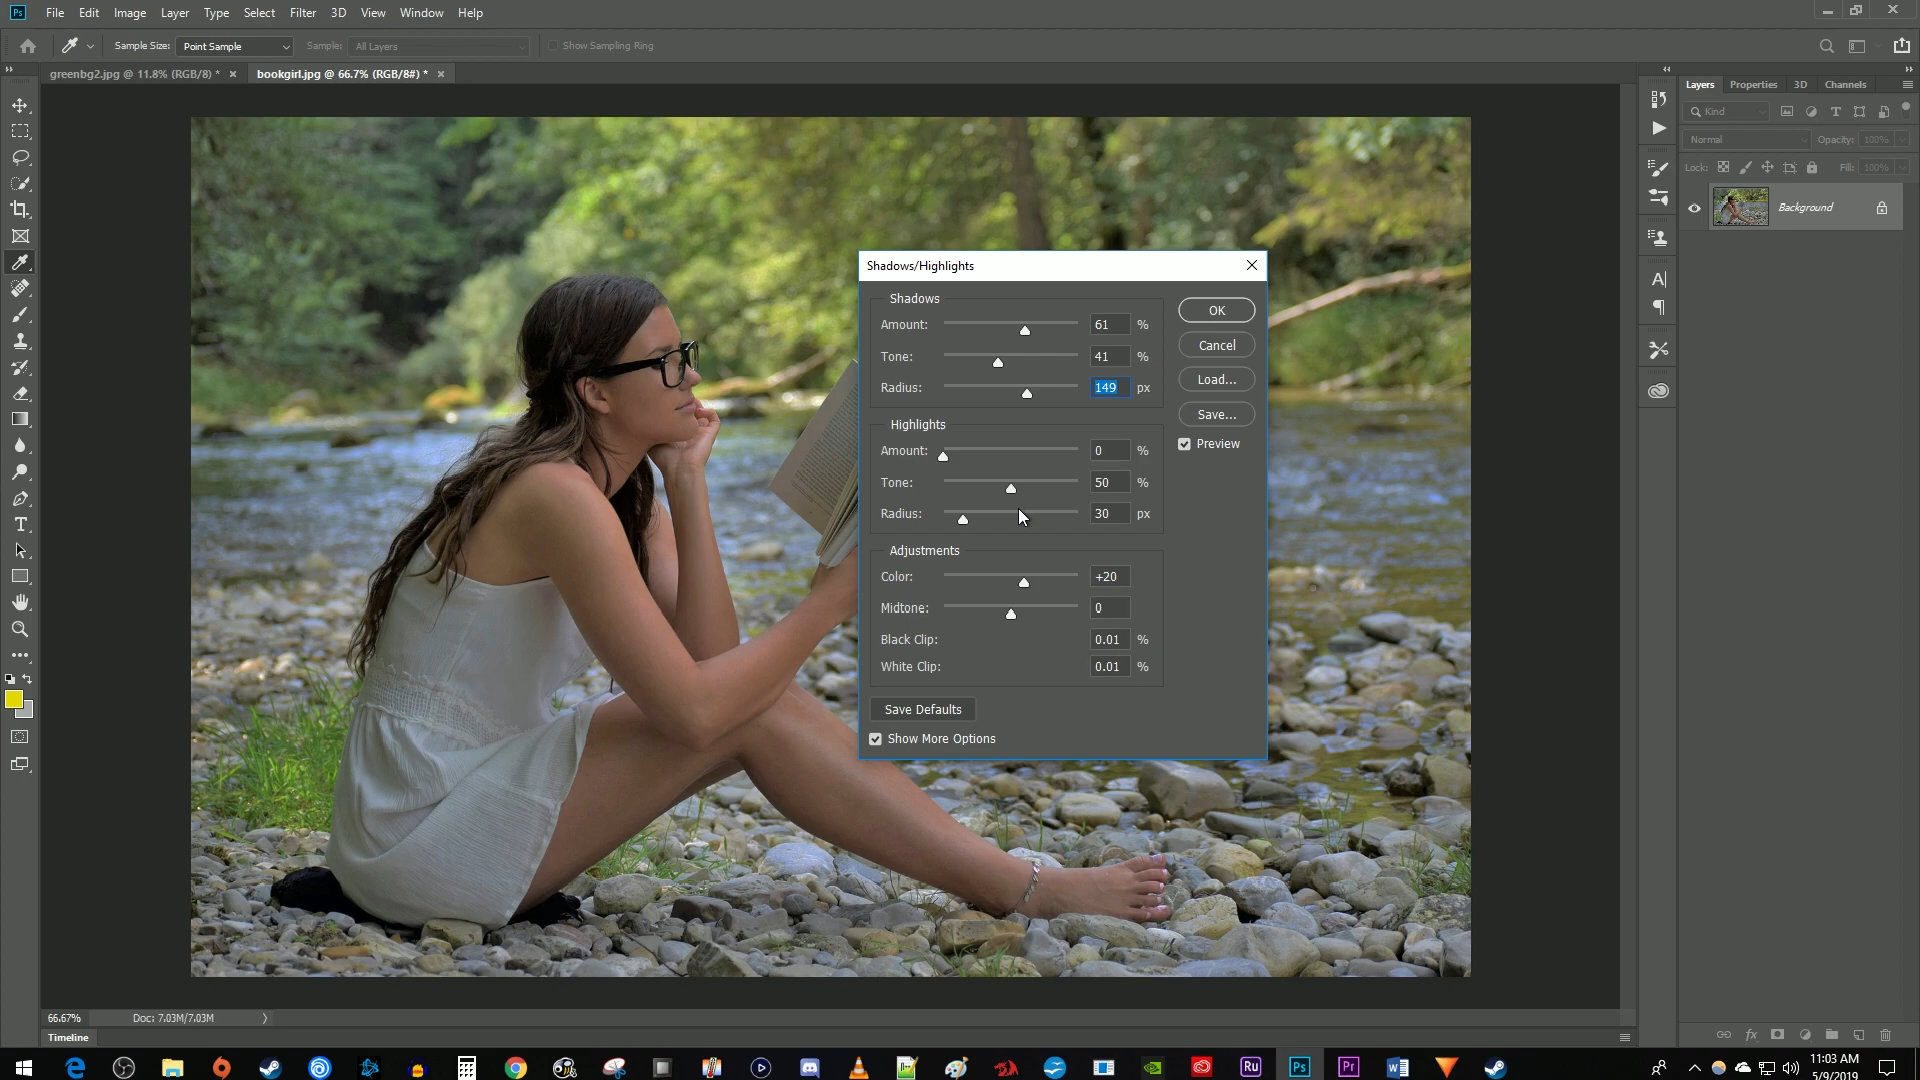 Ps File Edit Image Layer Type Select Filter 3D View Window Help
Sample Size: Point Sample Sample: All Layers Show Sampling Ring
greenbg2.jpg @ 11.8% (RGB/8) * × bookgirl.jpg @ 66.7% (RGB/8#) * ×
Layers Properties 3D Channels
Kind
Normal Opacity: 100%
Lock: Fill: 100%
Background
Shadows/Highlights
Shadows
Amount: 61 %
Tone: 41 %
Radius: 149 px
Highlights
Amount: 0 %
Tone: 50 %
Radius: 30 px
Adjustments
Color: +20
Midtone: 0
Black Clip: 0.01 %
White Clip: 0.01 %
Save Defaults
Show More Options
OK
Cancel
Load...
Save...
Preview
66.67% Doc: 7.03M/7.03M
Timeline
Ru Ps Pr
11:03 AM
5/9/2019